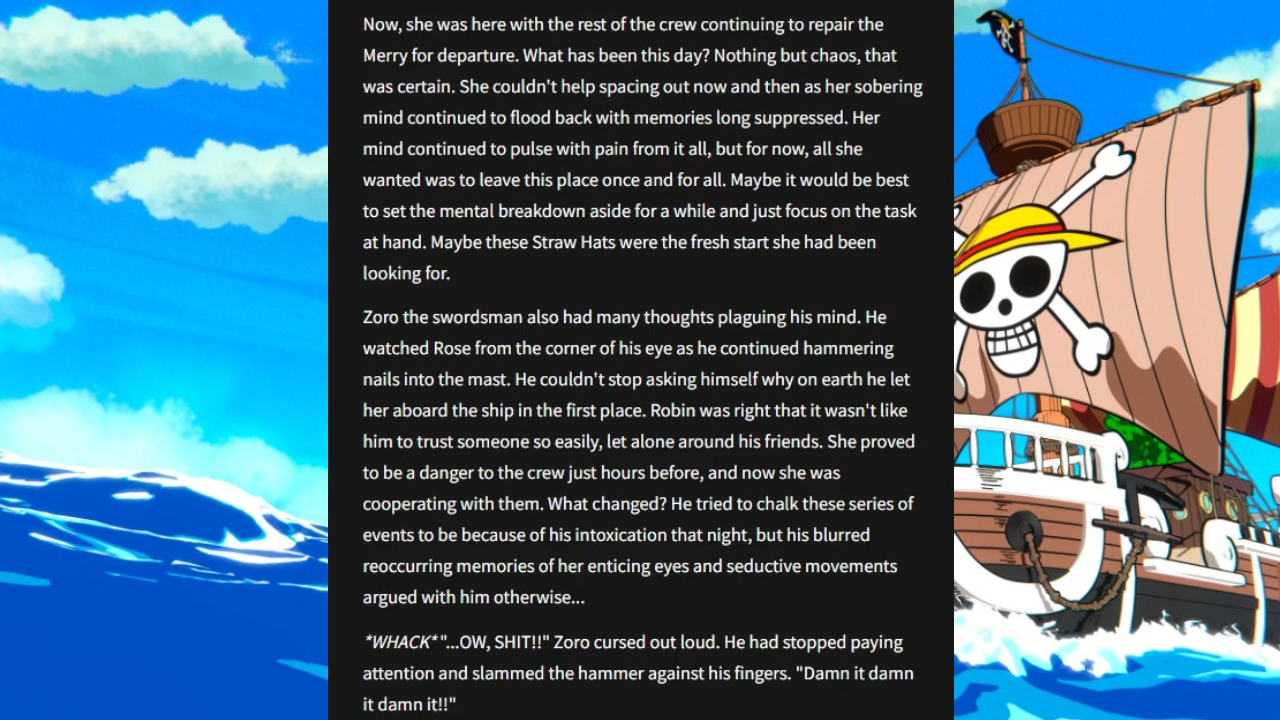 Now, she was here with the rest of the crew continuing to repair the
Merry for departure. What has been this day? Nothing but chaos, that
was certain. She couldn't help spacing out now and then as her sobering
mind continued to flood back with memories long suppressed. Her
mind continued to pulse with pain from it all, but for now, all she
wanted was to leave this place once and for all. Maybe it would be best
to set the mental breakdown aside for a while and just focus on the task
at hand. Maybe these Straw Hats were the fresh start she had been
looking for.
Zoro the swordsman also had many thoughts plaguing his mind. He
watched Rose from the corner of his eye as he continued hammering
nails into the mast. He couldn't stop asking himself why on earth he let
her aboard the ship in the first place. Robin was right that it wasn't like
him to trust someone so easily, let alone around his friends. She proved
to be a danger to the crew just hours before, and now she was
cooperating with them. What changed? He tried to chalk these series of
events to be because of his intoxication that night, but his blurred
reoccurring memories of her enticing eyes and seductive movements
argued with him otherwise...
*WHACK* "...OW, SHIT!!" Zoro cursed out loud. He had stopped paying
attention and slammed the hammer against his fingers. "Damn it damn
it damn it!!"